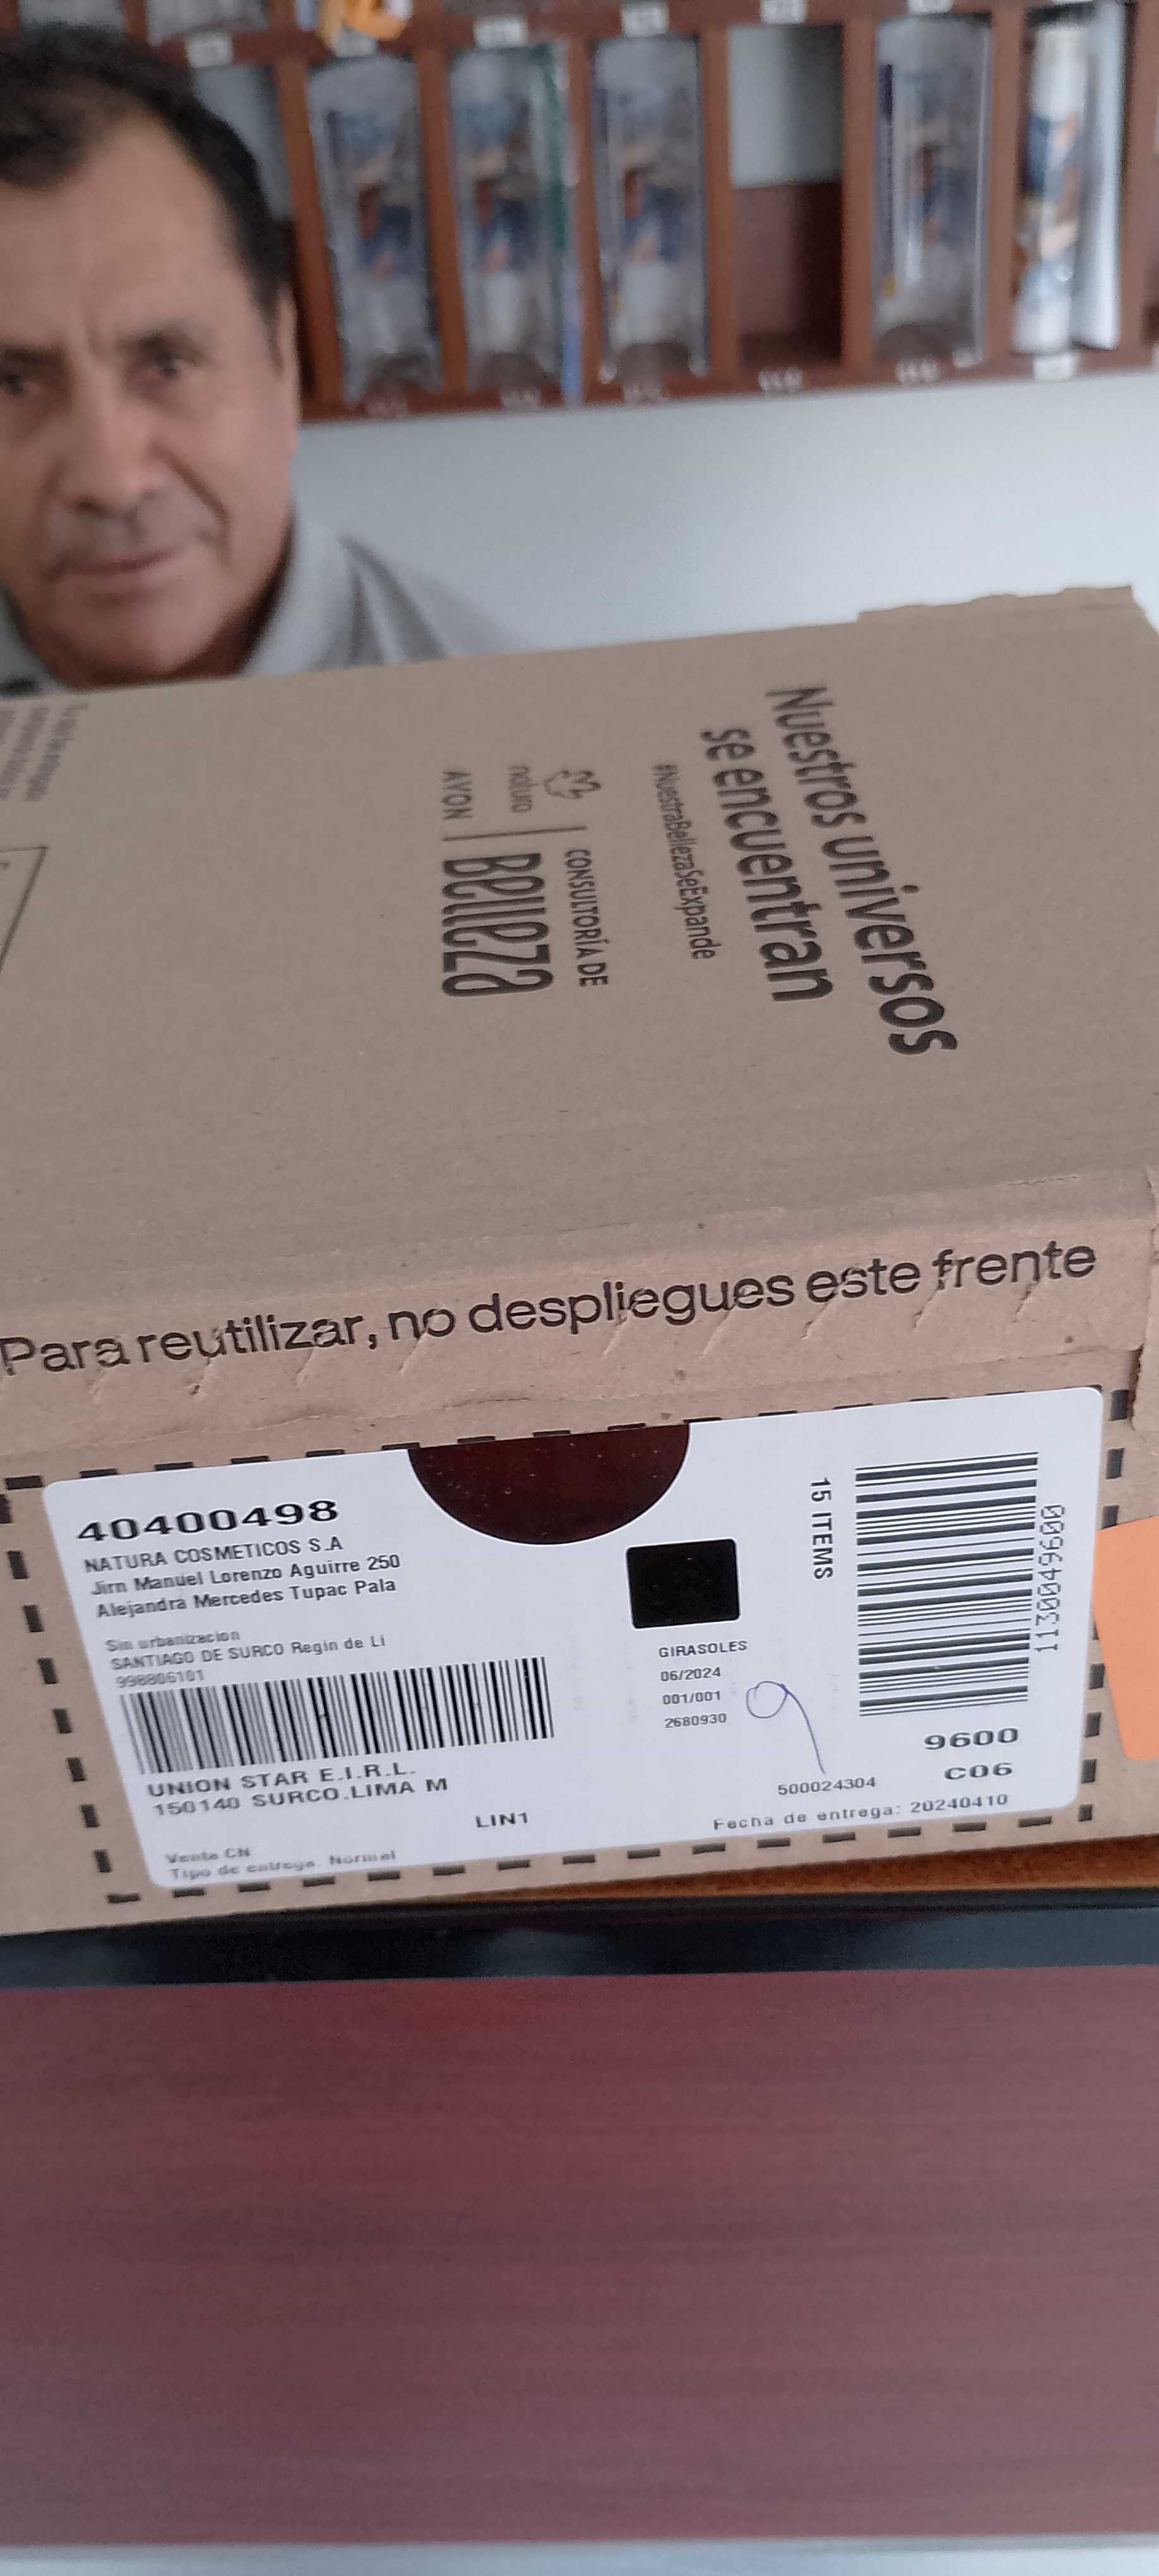 Nuestros universos
se encuentran
#NuestraBellezaSeExpande
CONSULTORÍA DE
Belleza
natura
AVON
Para reutilizar, no despliegues este frente
40400498
NATURA COSMETICOS S.A
Jirn Manuel Lorenzo Aguirre 250
Alejandra Mercedes Tupac Pala
Sin urbanizacion
SANTIAGO DE SURCO Regin de Li
998806101
UNION STAR E.I.R.L.
150140 SURCO.LIMA M
LIN1
Venta CN
Tipo de entrega. Normal
GIRASOLES
06/2024
001/001
2680930
15 ITEMS
1130049600
9600
C06
500024304
Fecha de entrega: 20240410